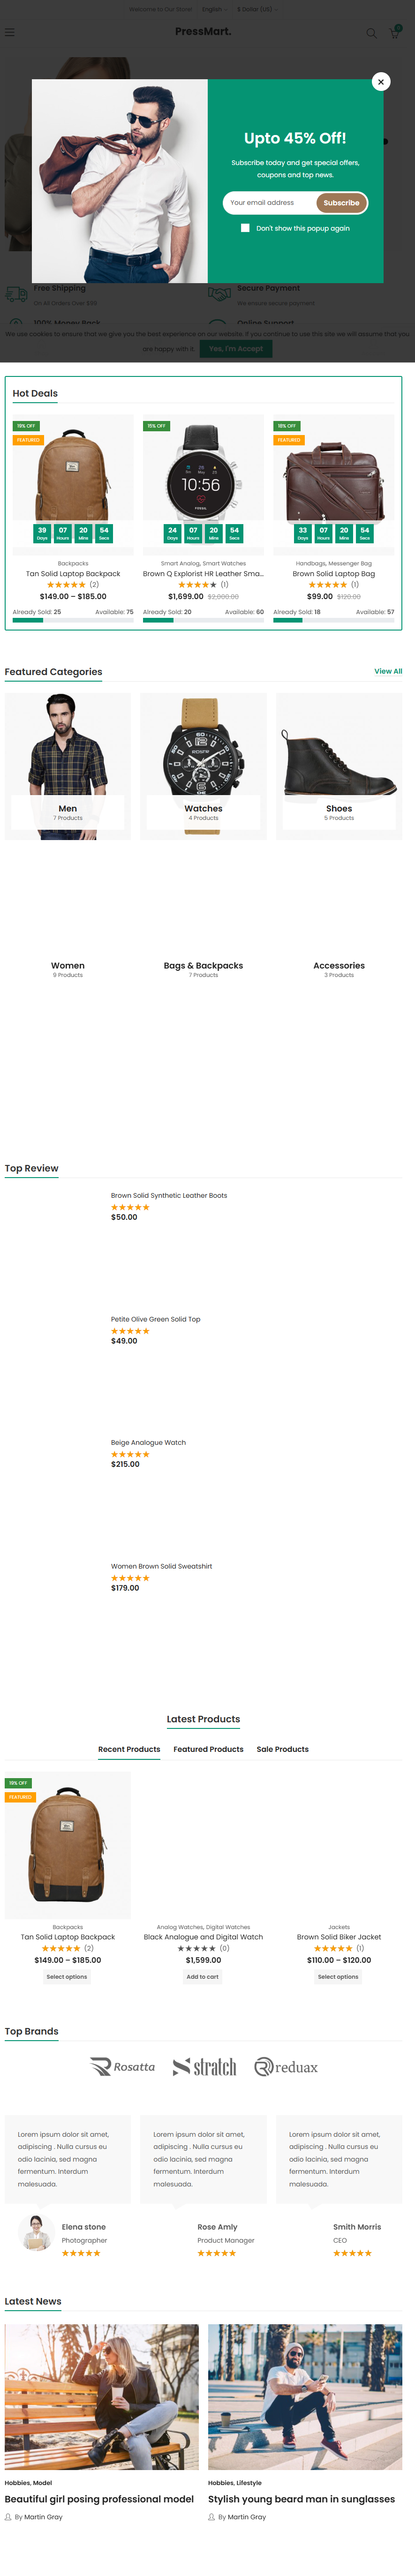 Welcome to Our Store!
English
$ Dollar (US)
PressMart.
Upto 45% Off!
Subscribe today and get special offers,
coupons and top news.
Your email address
Subscribe
Don't show this popup again
Free Shipping
On All Orders Over $99
Secure Payment
We ensure secure payment
100% Money Back
Online Support
We use cookies to ensure that we give you the best experience on our website. If you continue to use this site we will assume that you
are happy with it.
Yes, I'm Accept
Hot Deals
FEATURED
39 07 20 54
Days Hours Mins Secs
Backpacks
Tan Solid Laptop Backpack
(2)
$149.00 – $185.00
Already Sold: 25
Available: 75
24 07 20 54
Days Hours Mins Secs
10:56
Smart Analog, Smart Watches
Brown Q Explorist HR Leather Sma...
(1)
$1,699.00 $2,000.00
Already Sold: 20
Available: 60
FEATURED
33 07 20 54
Days Hours Mins Secs
Handbags, Messenger Bag
Brown Solid Laptop Bag
(1)
$99.00 $120.00
Already Sold: 18
Available: 57
Featured Categories
View All
Men
7 Products
Watches
4 Products
Shoes
5 Products
Women
9 Products
Bags & Backpacks
7 Products
Accessories
3 Products
Top Review
Brown Solid Synthetic Leather Boots
$50.00
Petite Olive Green Solid Top
$49.00
Beige Analogue Watch
$215.00
Women Brown Solid Sweatshirt
$179.00
Latest Products
Recent Products
Featured Products
Sale Products
FEATURED
Backpacks
Tan Solid Laptop Backpack
(2)
$149.00 – $185.00
Select options
Analog Watches, Digital Watches
Black Analogue and Digital Watch
(0)
$1,599.00
Add to cart
Jackets
Brown Solid Biker Jacket
(1)
$110.00 – $120.00
Select options
Top Brands
Rosatta
Stratch
reduax
Lorem ipsum dolor sit amet,
adipiscing . Nulla cursus eu
odio lacinia, sed magna
fermentum. Interdum
malesuada.
Elena stone
Photographer
Lorem ipsum dolor sit amet,
adipiscing . Nulla cursus eu
odio lacinia, sed magna
fermentum. Interdum
malesuada.
Rose Amly
Product Manager
Lorem ipsum dolor sit amet,
adipiscing . Nulla cursus eu
odio lacinia, sed magna
fermentum. Interdum
malesuada.
Smith Morris
CEO
Latest News
Hobbies, Model
Beautiful girl posing professional model
By Martin Gray
Hobbies, Lifestyle
Stylish young beard man in sunglasses
By Martin Gray